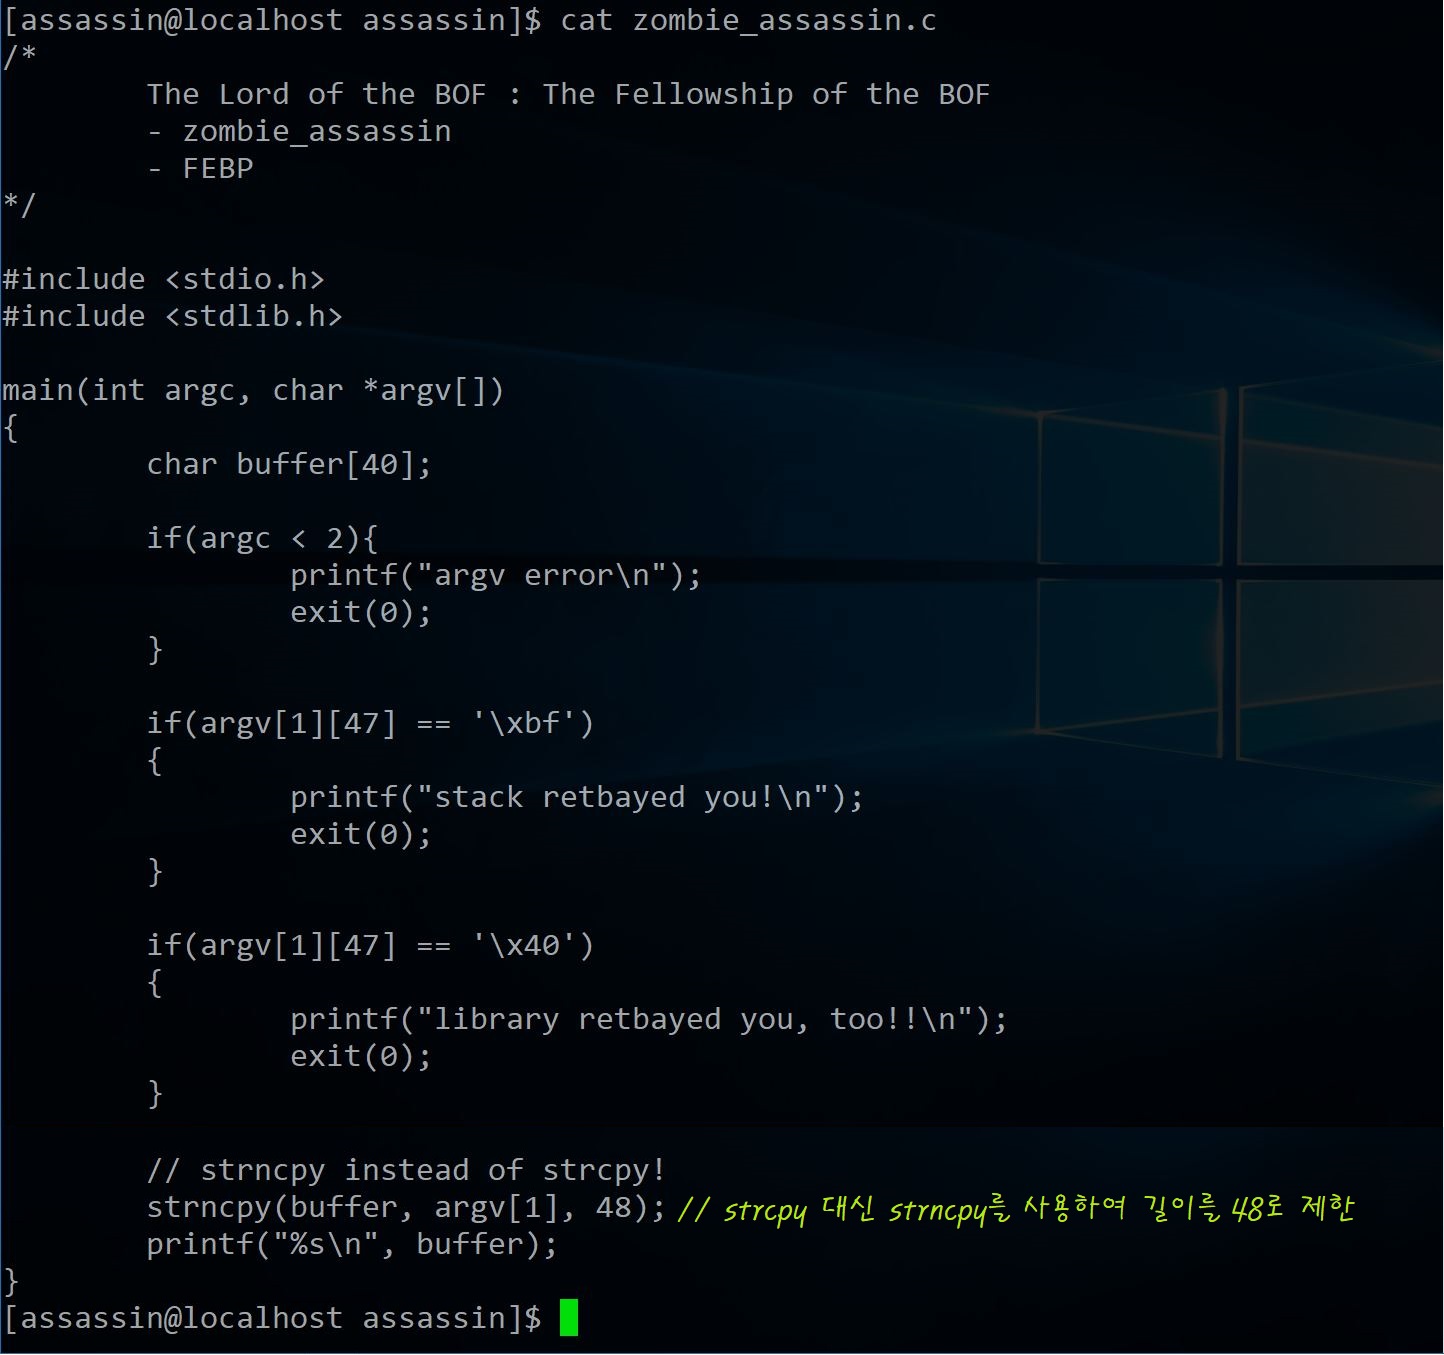 [assassin@localhost assassin]$ cat zombie_assassin.c
/*
        The Lord of the BOF : The Fellowship of the BOF
        - zombie_assassin
        - FEBP
*/

#include <stdio.h>
#include <stdlib.h>

main(int argc, char *argv[])
{
        char buffer[40];

        if(argc < 2){
                printf("argv error\n");
                exit(0);
        }

        if(argv[1][47] == '\xbf')
        {
                printf("stack retbayed you!\n");
                exit(0);
        }

        if(argv[1][47] == '\x40')
        {
                printf("library retbayed you, too!!\n");
                exit(0);
        }

        // strncpy instead of strcpy!
        strncpy(buffer, argv[1], 48); // strcpy 대신 strncpy를 사용하여 길이를 48로 제한
        printf("%s\n", buffer);
}
[assassin@localhost assassin]$